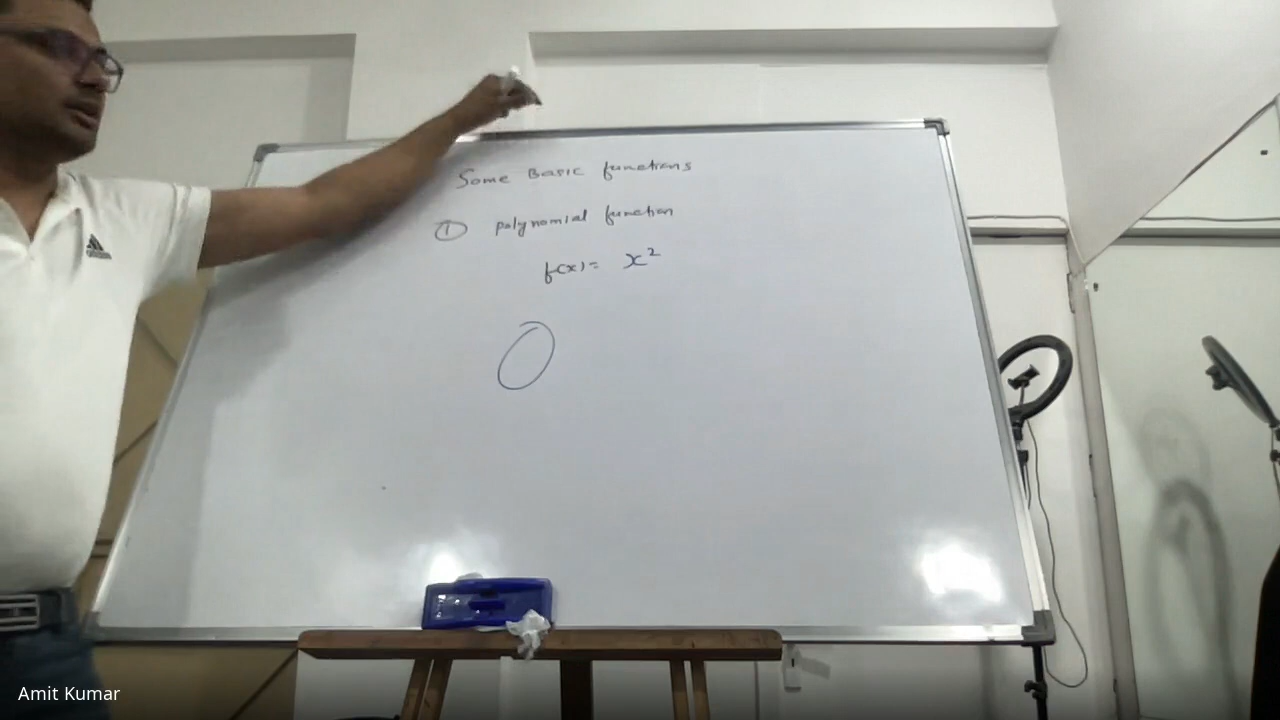 Some Basic functions
① polynomial function
f(x) = x²
Amit Kumar